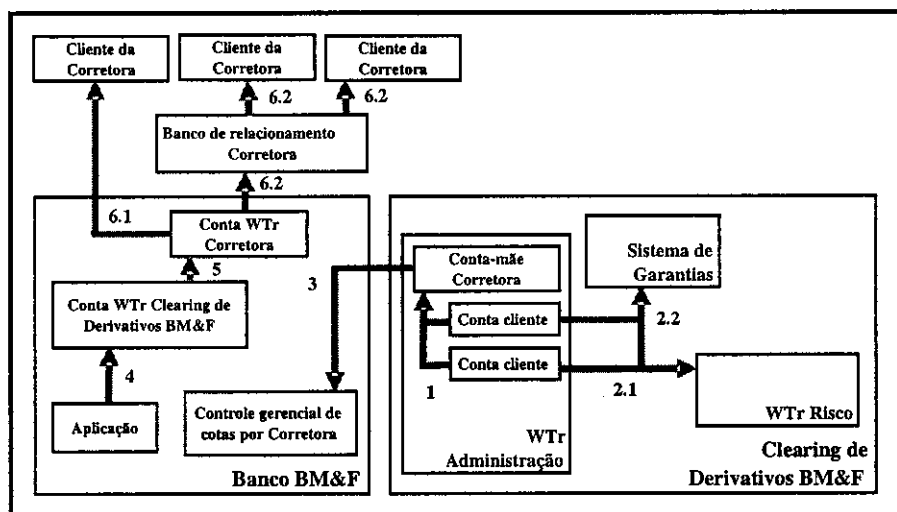 Cliente da
Corretora
Cliente da
Corretora
Cliente da
Corretora
6.2
6.2
Banco de relacionamento
Corretora
6.2
6.1
Conta WTr
Corretora
5
Conta WTr Clearing de
Derivativos BM&F
4
Aplicação
Controle gerencial de
cotas por Corretora
Banco BM&F
3
Conta-mãe
Corretora
Conta cliente
Conta cliente
1
WTr
Administração
Sistema de
Garantias
2.2
2.1
WTr Risco
Clearing de
Derivativos BM&F